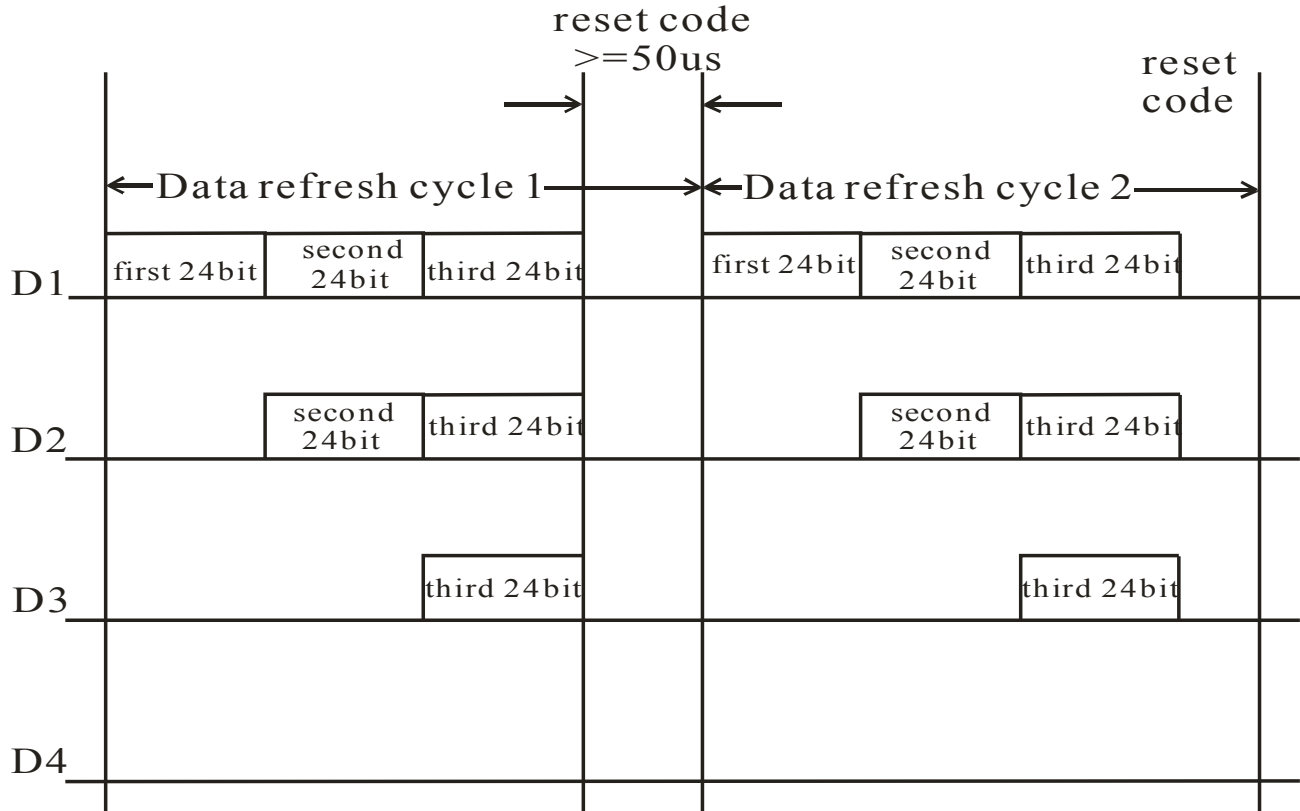 reset code
>=50us
reset
code
Data refresh cycle 1
Data refresh cycle 2
D1
first 24bit
second
24bit
third 24bit
first 24bit
second
24bit
third 24bit
D2
second
24bit
third 24bit
second
24bit
third 24bit
D3
third 24bit
third 24bit
D4